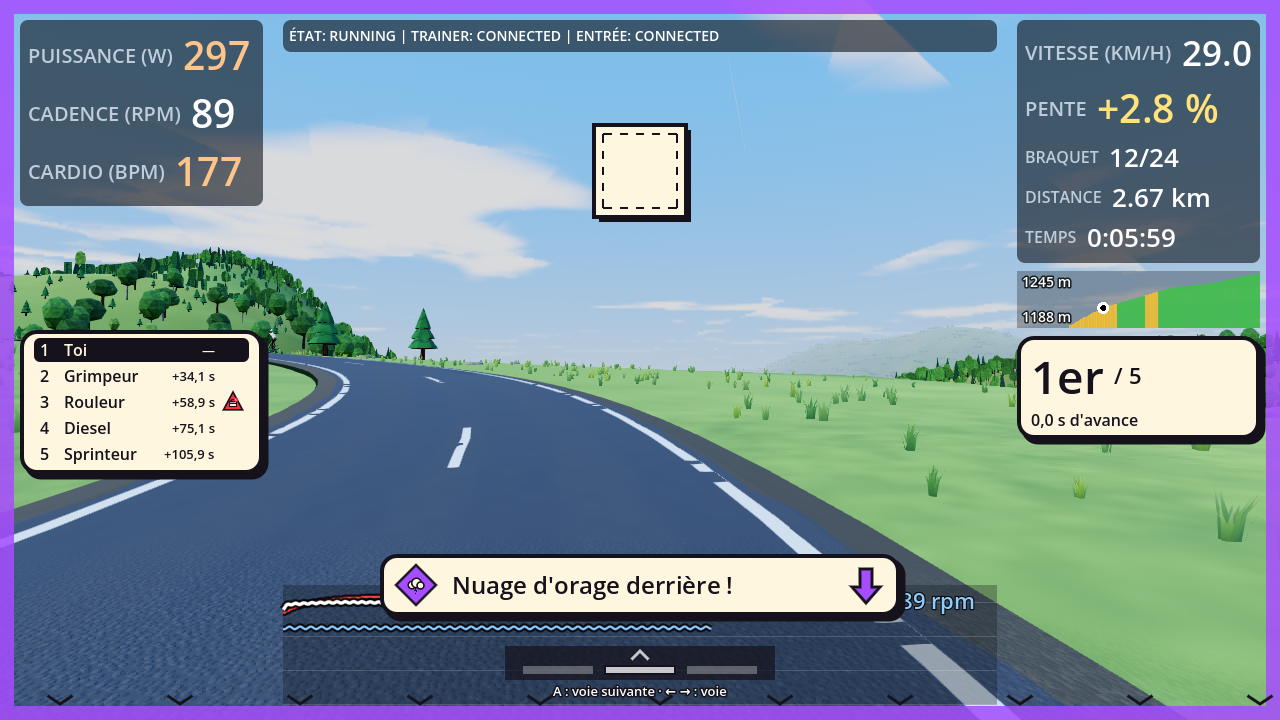 PUISSANCE (W) 297
CADENCE (RPM) 89
CARDIO (BPM) 177
ÉTAT: RUNNING | TRAINER: CONNECTED | ENTRÉE: CONNECTED
VITESSE (KM/H) 29.0
PENTE +2.8 %
BRAQUET 12/24
DISTANCE 2.67 km
TEMPS 0:05:59
1245 m
1188 m
1 Toi —
2 Grimpeur +34,1 s
3 Rouleur +58,9 s
4 Diesel +75,1 s
5 Sprinteur +105,9 s
1er / 5
0,0 s d'avance
Nuage d'orage derrière !
89 rpm
A : voie suivante · ← → : voie